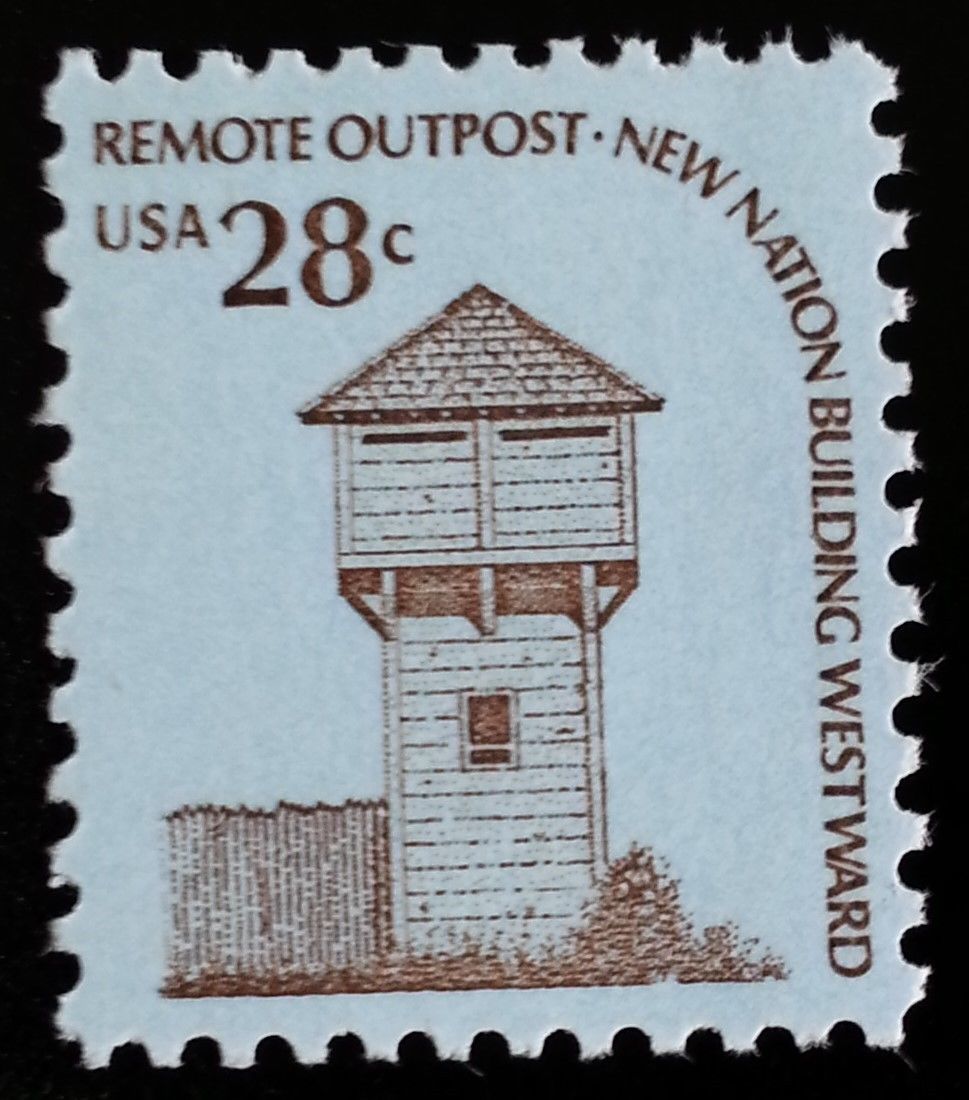 REMOTE OUTPOST · NEW NATION BUILDING WESTWARD
USA 28c